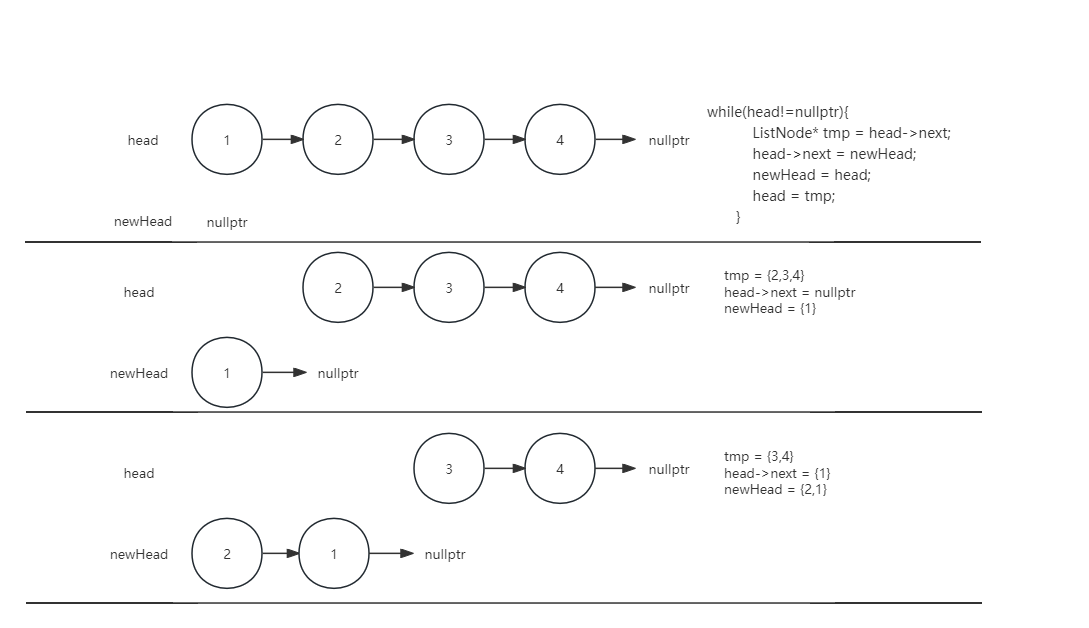 while(head!=nullptr){
ListNode* tmp = head->next;
head->next = newHead;
newHead = head;
head = tmp;
}
head 1 2 3 4 nullptr
newHead nullptr
head 2 3 4 nullptr
tmp = {2,3,4}
head->next = nullptr
newHead = {1}
newHead 1 nullptr
head 3 4 nullptr
tmp = {3,4}
head->next = {1}
newHead = {2,1}
newHead 2 1 nullptr